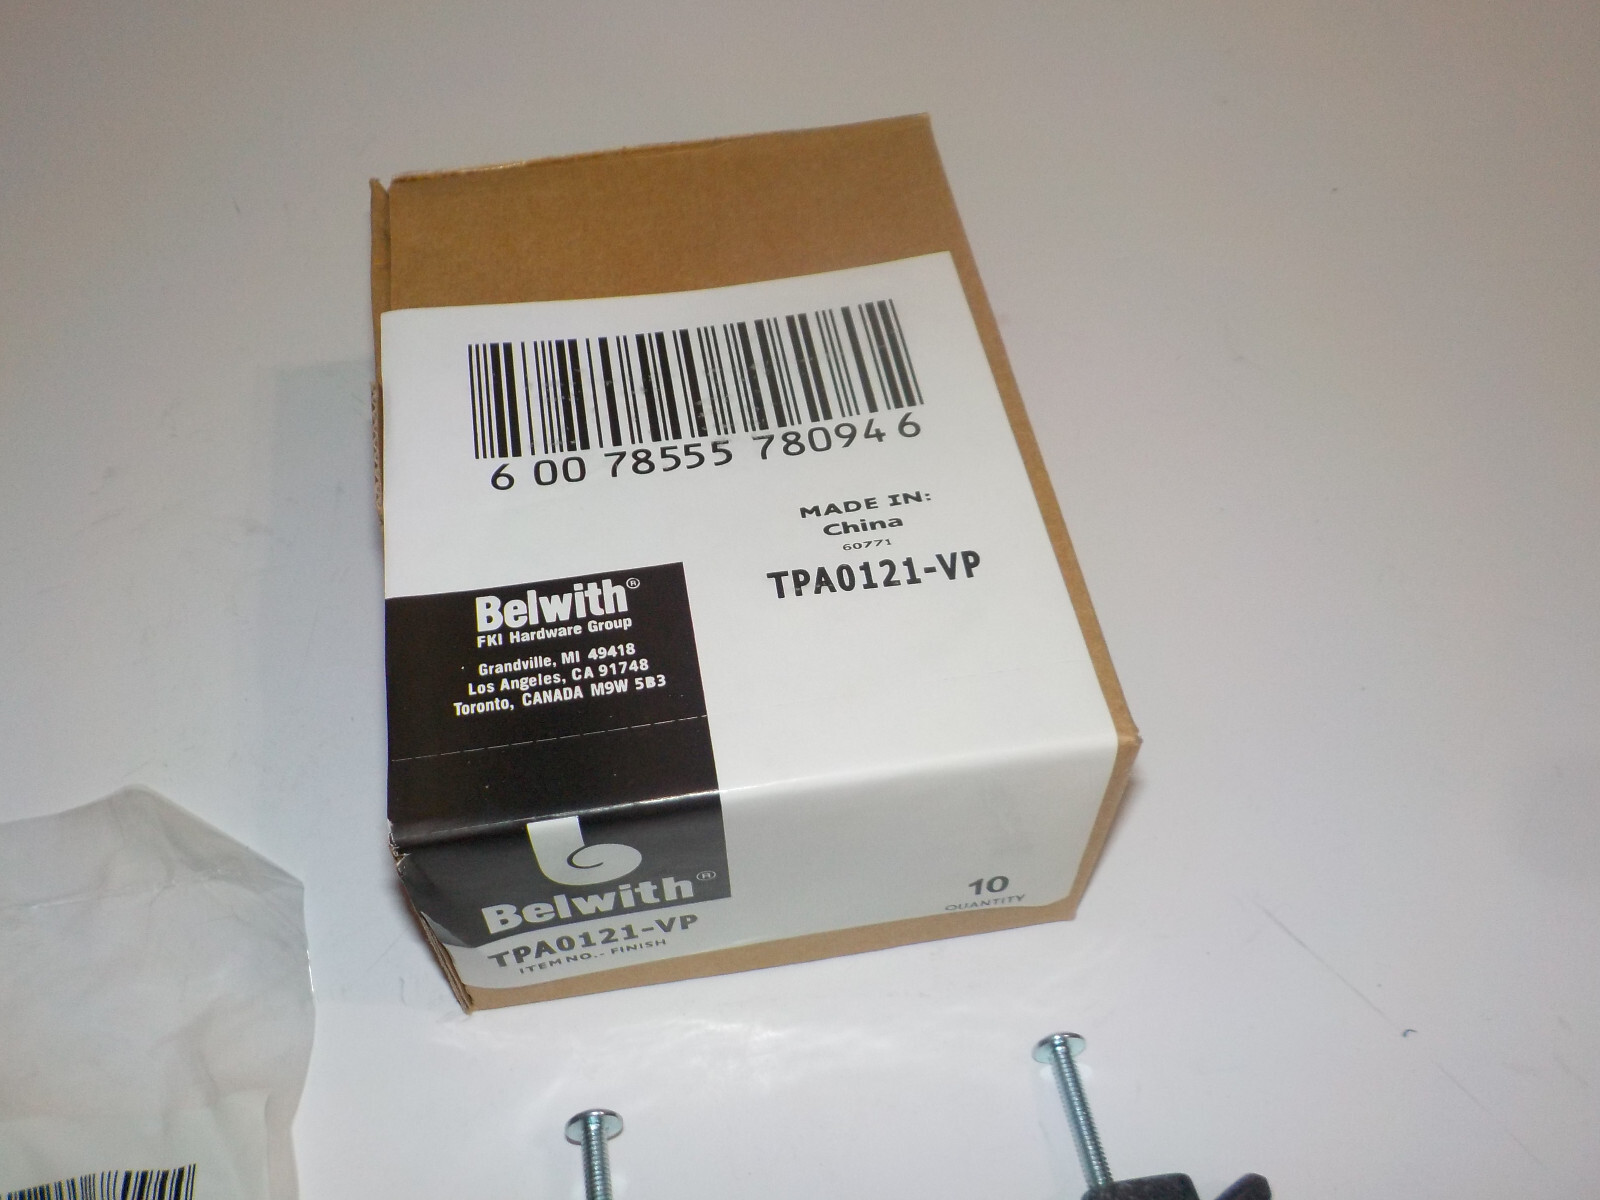 6 00 78555 78094 6
MADE IN:
China
60771
TPA0121-VP
Belwith®
FKI Hardware Group
Grandville, MI 49418
Los Angeles, CA 91748
Toronto, CANADA M9W 5B3
Belwith®
TPA0121-VP
ITEM NO.- FINISH
10
QUANTITY